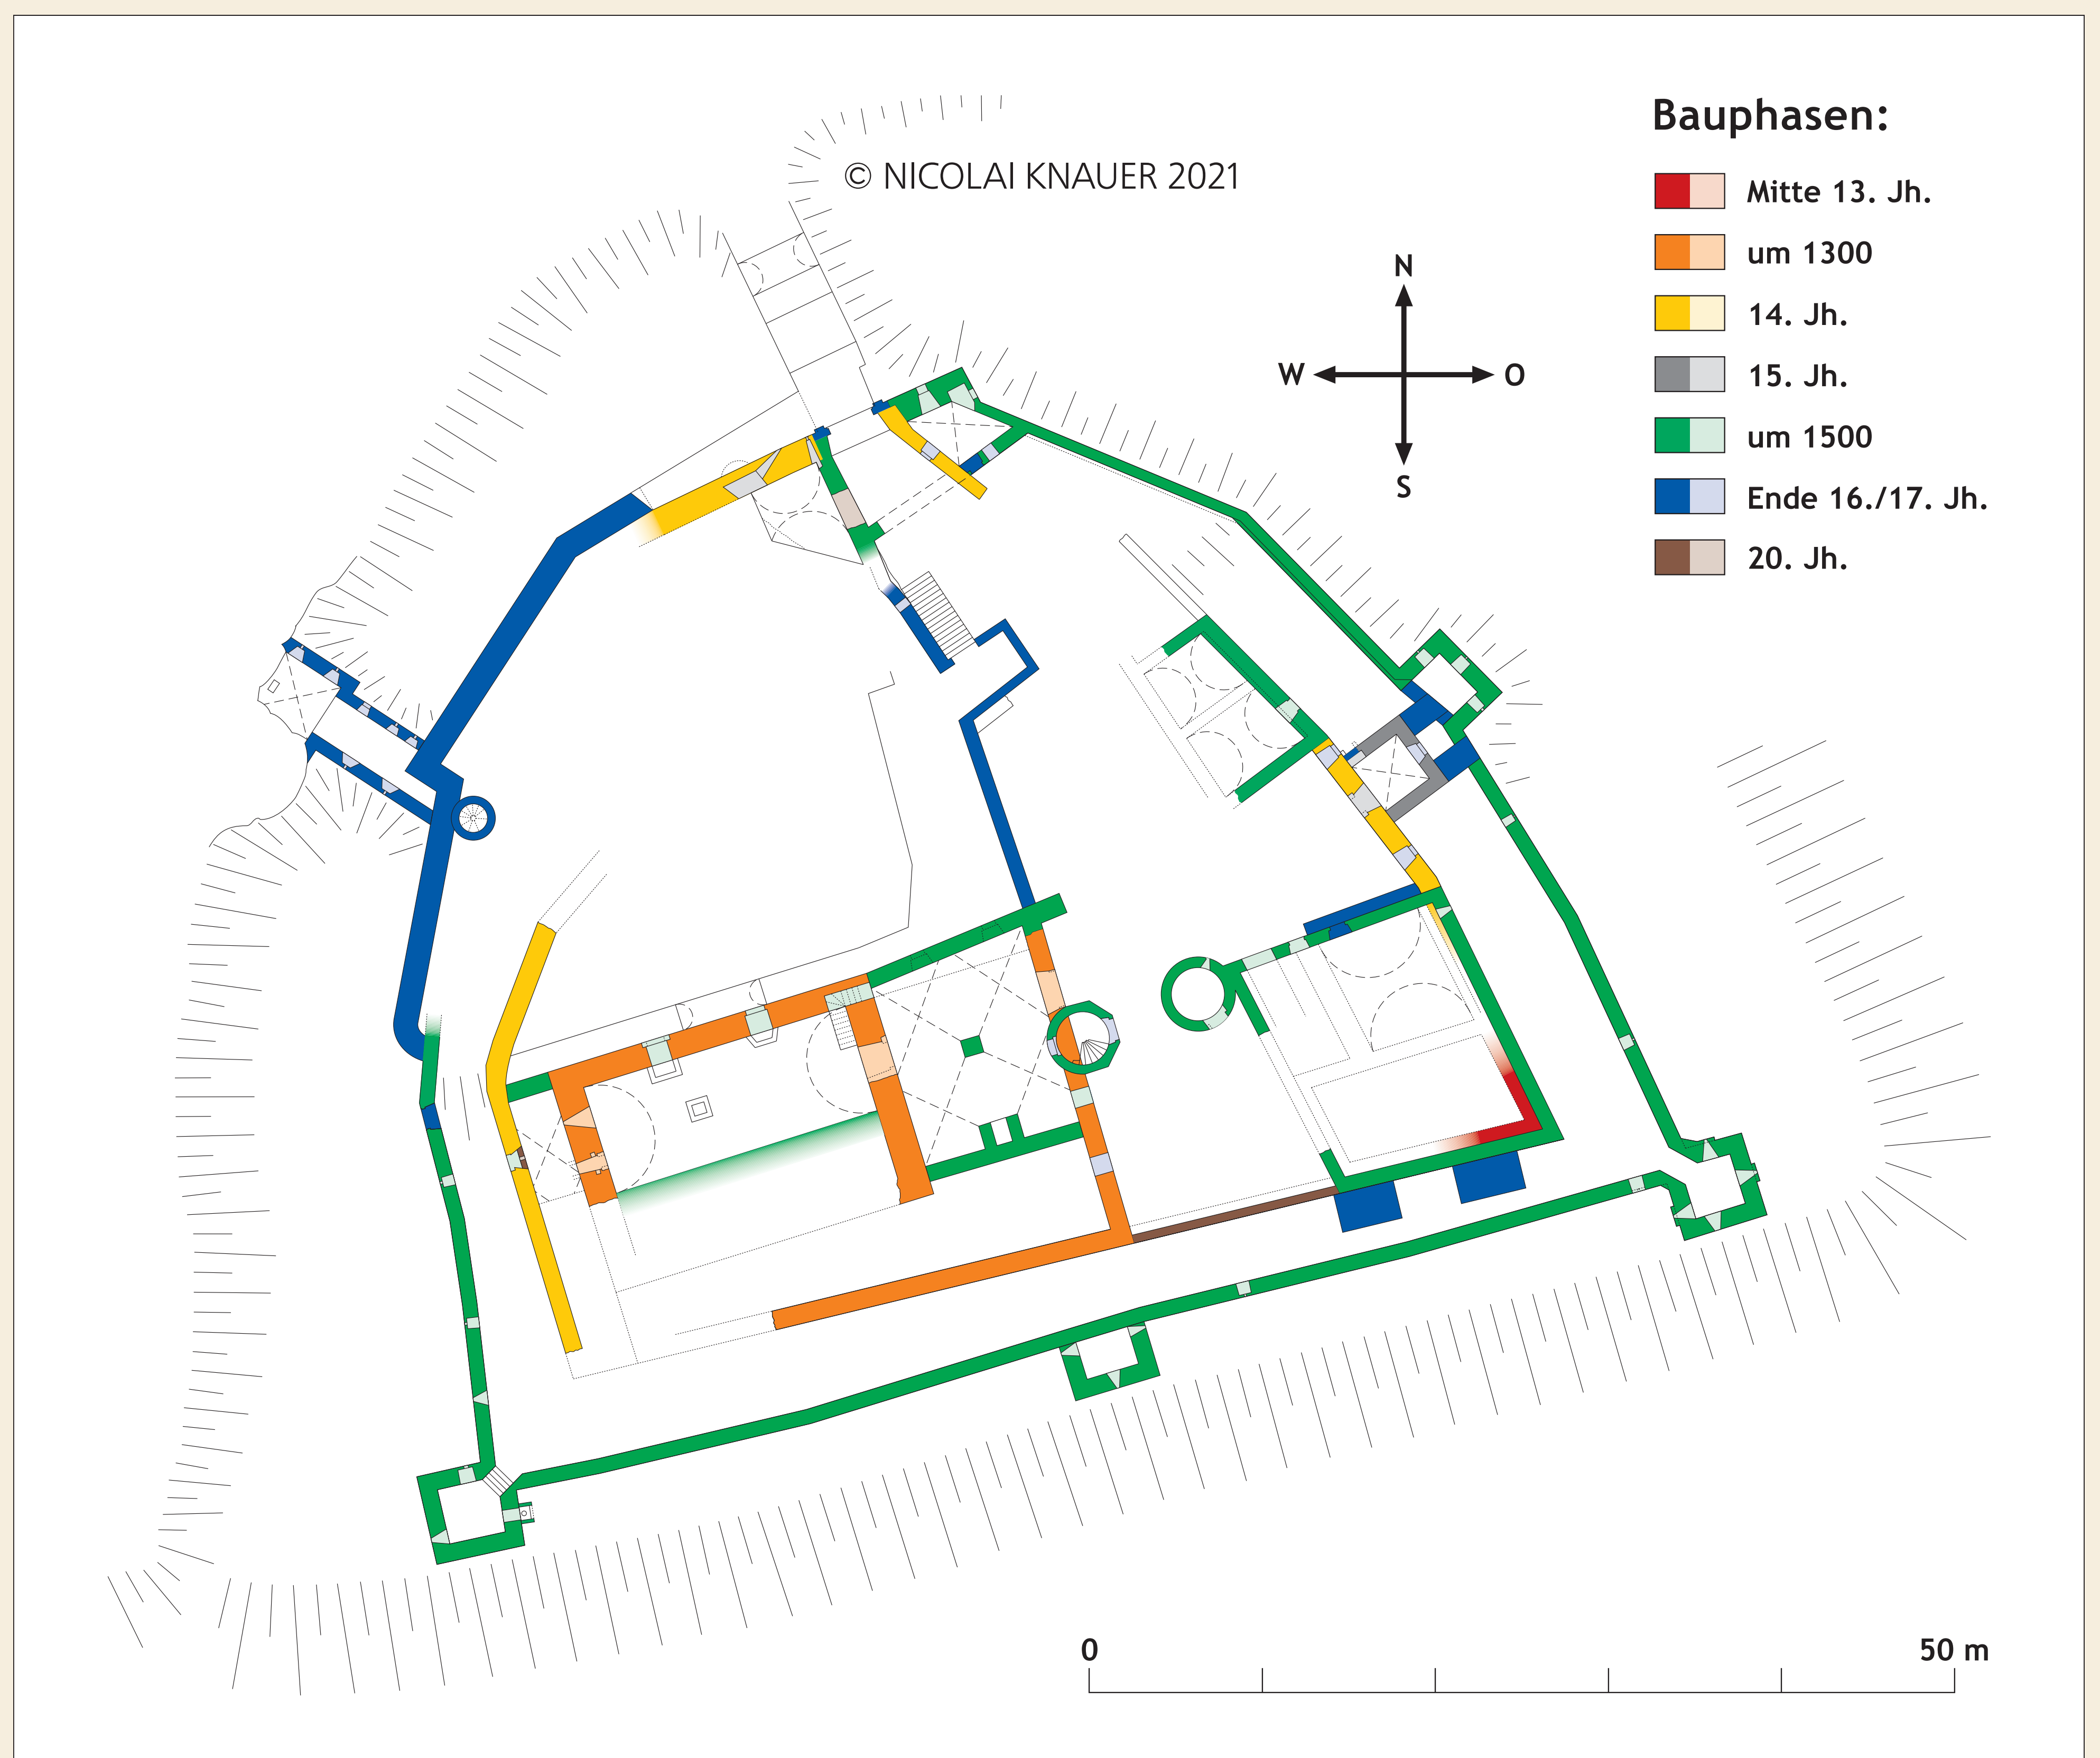 Bauphasen:
© NICOLAI KNAUER 2021
Mitte 13. Jh.
um 1300
14. Jh.
15. Jh.
um 1500
Ende 16./17. Jh.
20. Jh.
N
W
O
S
0
50 m